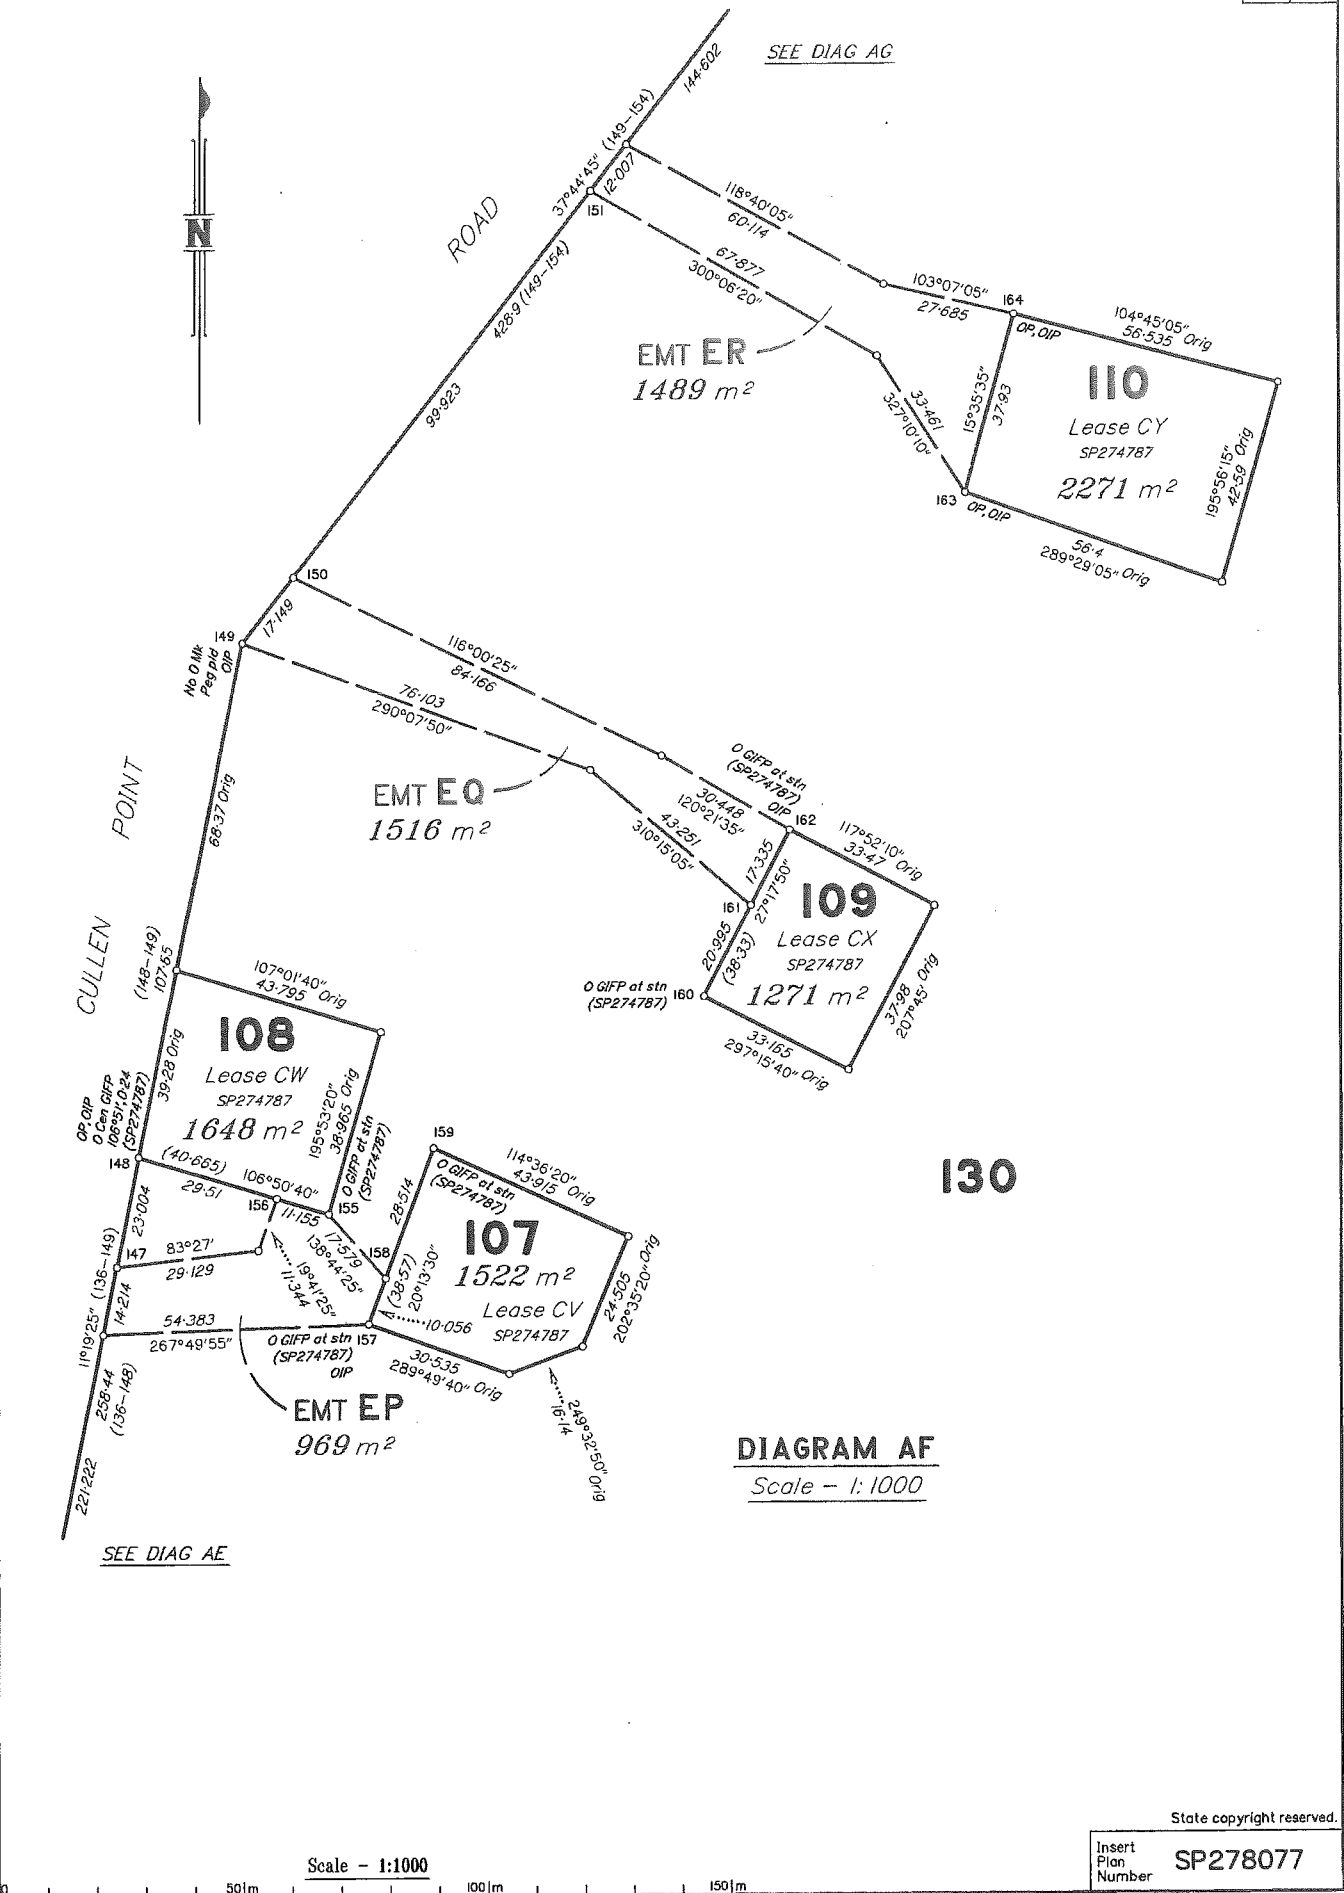 SEE DIAG AG
144·602
37°44'45" (149-154)
12·007
151
ROAD
118°40'05"
60·114
67·877
300°06'20"
103°07'05"
27·685
164
OP,OIP
104°45'05"
56·535 Orig
428·9 (149-154)
N
EMT ER
1489 m²
33·461
327°10'10"
15°35'35"
37·93
110
Lease CY
SP274787
2271 m²
195°56'15"
42·59 Orig
99·923
163
OP,OIP
56·4
289°29'05" Orig
150
17·149
149
No O Mk
Peg pld
OIP
116°00'25"
84·166
76·103
290°07'50"
O GIFP at stn
(SP274787)
OIP
30·448
120°21'35"
162
117°52'10"
33·47 Orig
POINT
68·37 Orig
EMT EQ
1516 m²
43·251
310°15'05"
17·335
27°17'50"
161
109
Lease CX
SP274787
1271 m²
20·995
(38·33)
O GIFP at stn
(SP274787)
160
37·98
207°45' Orig
33·165
297°15'40" Orig
CULLEN
(148-149)
107·65
107°01'40"
43·795 Orig
108
Lease CW
SP274787
1648 m²
39·28 Orig
195°53'20"
38·965 Orig
OP,OIP
O Cen GIFP
106°51',0·24
(SP274787)
148
(40·665)
29·51
106°50'40"
156
11·155
155
O GIFP at stn
(SP274787)
159
O GIFP at stn
(SP274787)
114°36'20"
43·915 Orig
130
28·514
107
1522 m²
Lease CV
SP274787
23·004
147
83°27'
29·129
17·579
138°44'25"
158
(38·57)
20°13'30"
19°41'25"
11·344
10·056
24·505
202°35'20" Orig
11°19'25" (136-149)
14·214
54·383
267°49'55"
O GIFP at stn
(SP274787)
OIP
157
30·535
289°49'40" Orig
249°32'50" Orig
16·14
258·44
(136-148)
EMT EP
969 m²
221·222
SEE DIAG AE
DIAGRAM AF
Scale - 1:1000
State copyright reserved.
Insert
Plan
Number
SP278077
Scale - 1:1000
0
50m
100m
150m